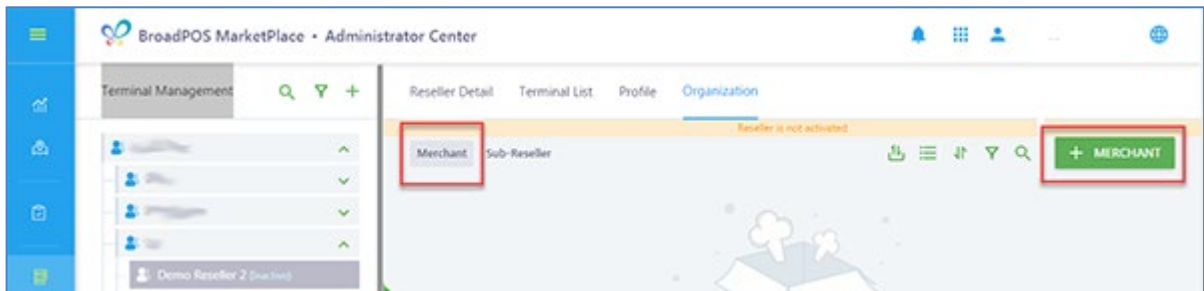 BroadPOS MarketPlace • Administrator Center
Terminal Management
Reseller Detail Terminal List Profile Organization
Reseller is not activated
Merchant Sub-Reseller
+ MERCHANT
Demo Reseller 2 (Inactive)